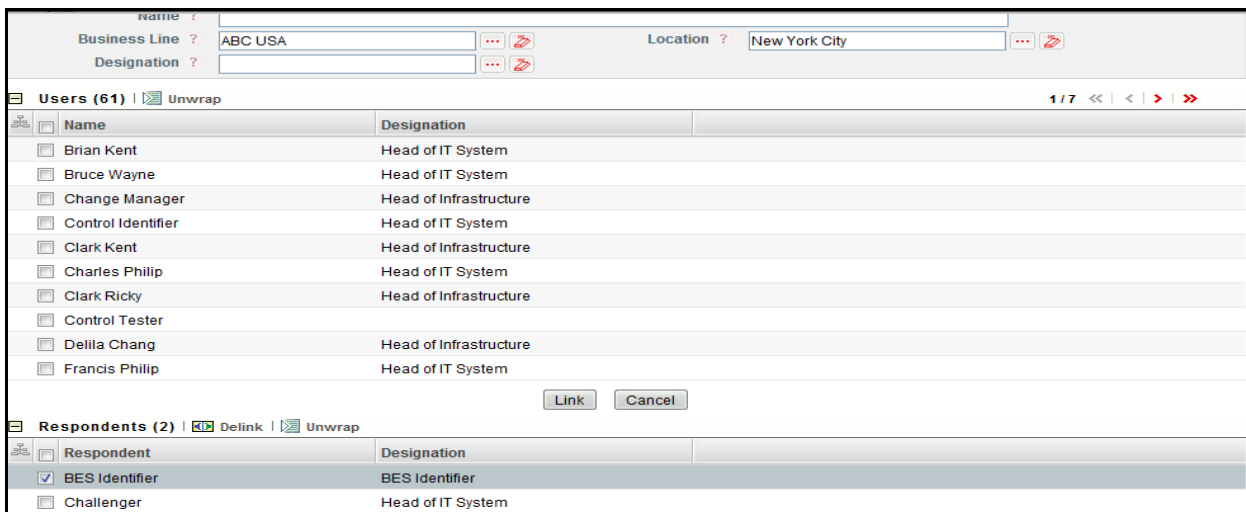 Name ?
Business Line ? ABC USA ... Location ? New York City ...
Designation ? ...
Users (61) | Unwrap 1 / 7 << | < | > | >>
Name Designation
Brian Kent Head of IT System
Bruce Wayne Head of IT System
Change Manager Head of Infrastructure
Control Identifier Head of IT System
Clark Kent Head of Infrastructure
Charles Philip Head of IT System
Clark Ricky Head of Infrastructure
Control Tester
Delila Chang Head of Infrastructure
Francis Philip Head of IT System
Link Cancel
Respondents (2) | Delink | Unwrap
Respondent Designation
BES Identifier BES Identifier
Challenger Head of IT System